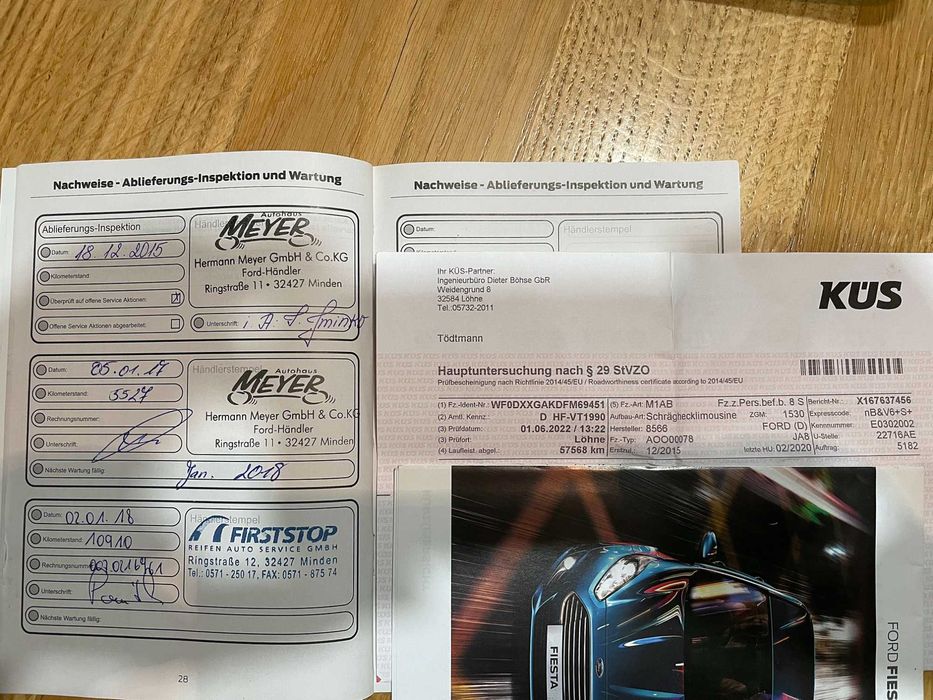 Nachweise - Ablieferungs-Inspektion und Wartung
Ablieferungs-Inspektion
Datum: 18.12.2015
Kilometerstand:
Überprüft auf offene Service Aktionen:
Offene Service Aktionen abgearbeitet:
Händlerstempel
Autohaus
MEYER
Hermann Meyer GmbH & Co.KG
Ford-Händler
Ringstraße 11 • 32427 Minden
Unterschrift: i. A.
Datum: 05.01.17
Kilometerstand: 5527
Rechnungsnummer:
Unterschrift:
Nächste Wartung fällig: Jan. 2018
Händlerstempel
Autohaus
MEYER
Hermann Meyer GmbH & Co.KG
Ford-Händler
Ringstraße 11 • 32427 Minden
Datum: 02.01.18
Kilometerstand: 10910
Rechnungsnummer:
Unterschrift:
Nächste Wartung fällig:
Händlerstempel
FIRSTSTOP
REIFEN AUTO SERVICE GMBH
Ringstraße 12, 32427 Minden
Tel.: 0571 - 250 17, FAX: 0571 - 875 74
28
Nachweise - Ablieferungs-Inspektion und Wartung
Datum:
Händlerstempel
Kilometerstand:
Ihr KÜS-Partner:
Ingenieurbüro Dieter Böhse GbR
Weidengrund 8
32584 Löhne
Tel.:05732-2011
KÜS
Tödtmann
Hauptuntersuchung nach § 29 StVZO
Prüfbescheinigung nach Richtlinie 2014/45/EU / Roadworthiness certificate according to 2014/45/EU
(1) Fz.-Ident-Nr.: WF0DXXGAKDFM69451 (5) Fz.-Art: M1AB Fz.z.Pers.bef.b. 8 S Bericht-Nr.: X167637456
(2) Amtl. Kennz.: D HF-VT1990 Aufbau-Art: Schräghecklimousine ZGM: 1530 Expresscode: nB&V6+S+
(3) Prüfdatum: 01.06.2022 / 13:22 Hersteller: 8566 FORD (D) Kennnummer: E0302002
(3) Prüfort: Löhne Fz.-Typ: AOO00078 JA8 U-Stelle: 22716AE
(4) Laufleist. abgel.: 57568 km Erstzul.: 12/2015 letzte HU: 02/2020 Auftrag: 5182
FIESTA
FORD FIES